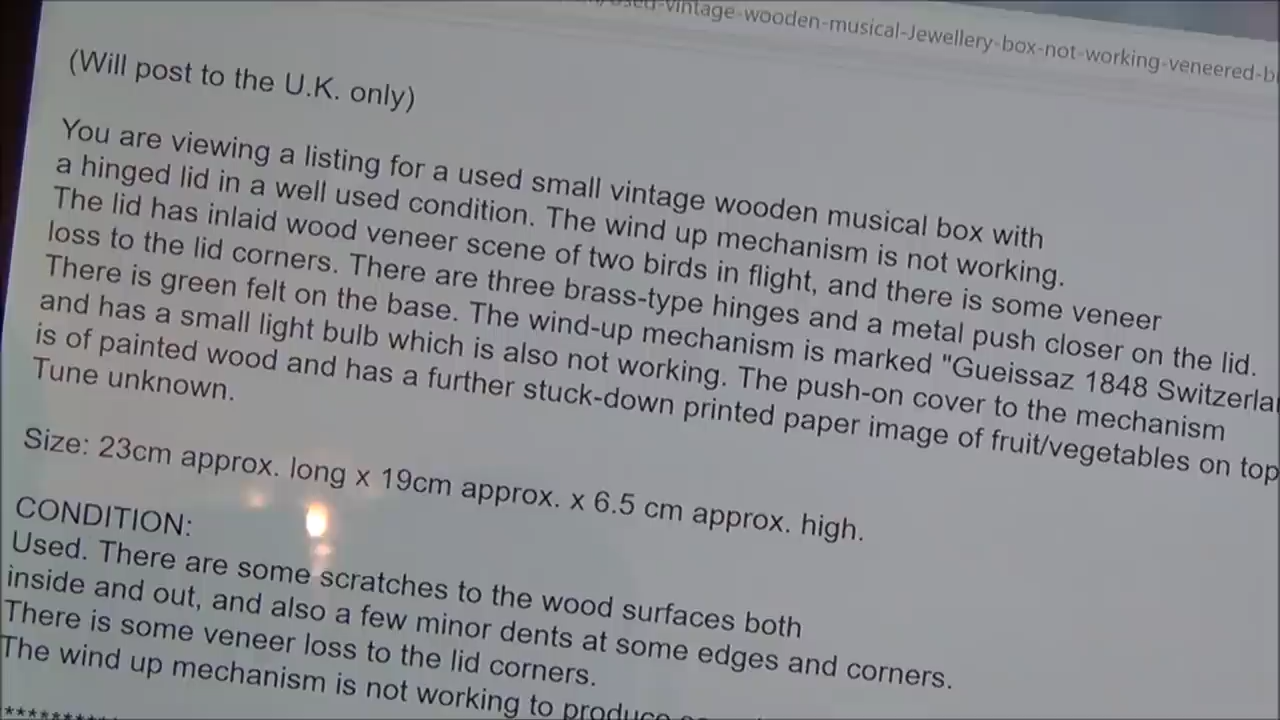 used-vintage-wooden-musical-Jewellery-box-not-working-veneered-b
(Will post to the U.K. only)
You are viewing a listing for a used small vintage wooden musical box with
a hinged lid in a well used condition. The wind up mechanism is not working.
The lid has inlaid wood veneer scene of two birds in flight, and there is some veneer
loss to the lid corners. There are three brass-type hinges and a metal push closer on the lid.
There is green felt on the base. The wind-up mechanism is marked "Gueissaz 1848 Switzerlan
and has a small light bulb which is also not working. The push-on cover to the mechanism
is of painted wood and has a further stuck-down printed paper image of fruit/vegetables on top
Tune unknown.
Size: 23cm approx. long x 19cm approx. x 6.5 cm approx. high.
CONDITION:
Used. There are some scratches to the wood surfaces both
inside and out, and also a few minor dents at some edges and corners.
There is some veneer loss to the lid corners.
The wind up mechanism is not working to produce
**********